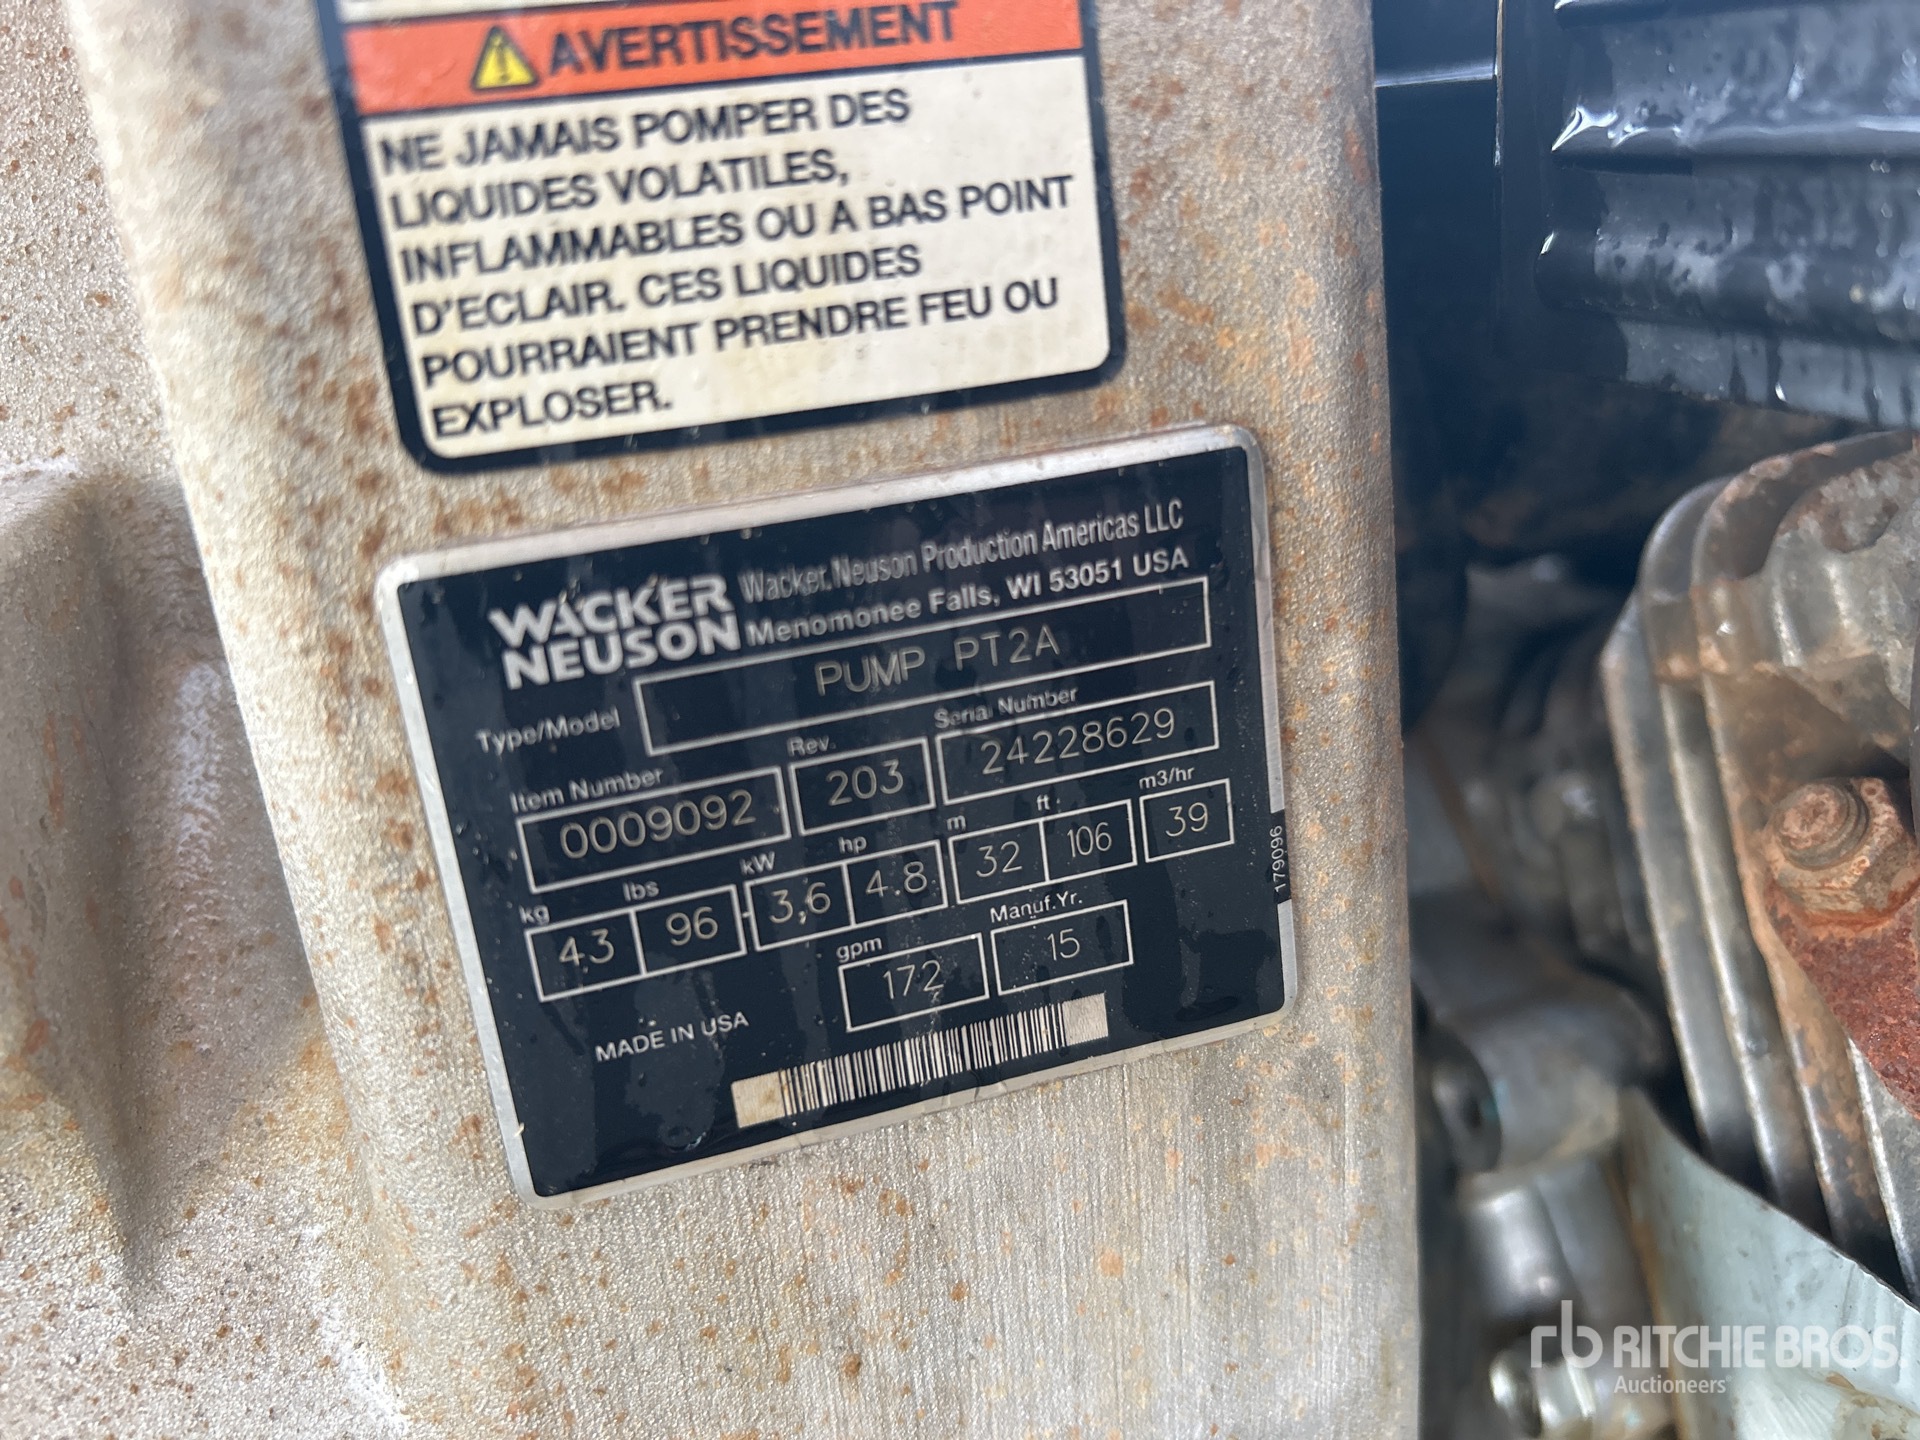 AVERTISSEMENT
NE JAMAIS POMPER DES
LIQUIDES VOLATILES,
INFLAMMABLES OU A BAS POINT
D'ECLAIR. CES LIQUIDES
POURRAIENT PRENDRE FEU OU
EXPLOSER.
WACKER NEUSON
Wacker Neuson Production Americas LLC
Menomonee Falls, WI 53051 USA
Type/Model PUMP PT2A
Item Number Rev. Serial Number
0009092 203 24228629
kg lbs kW hp m ft m3/hr
43 96 3,6 4.8 32 106 39
gpm Manuf.Yr.
172 15
MADE IN USA
179096
rb RITCHIE BROS.
Auctioneers